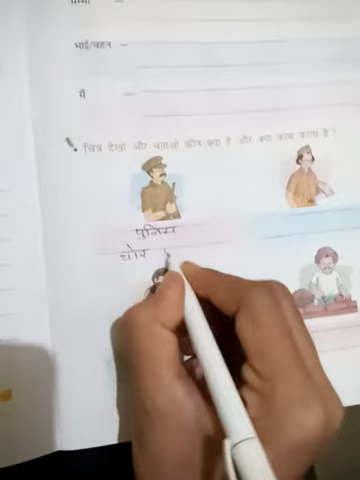 भाई/बहन –
मैं –
चित्र देखो और बताओ कौन क्या है और क्या काम करता है?
पुलिस
चोर